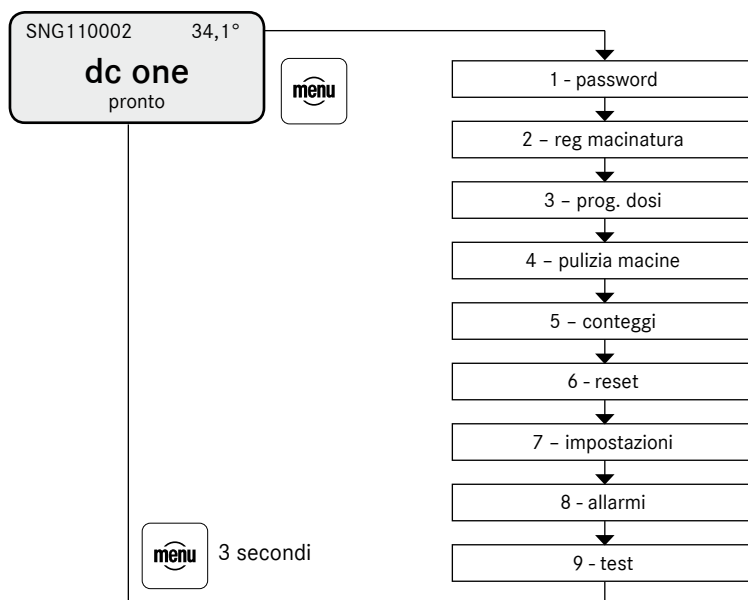 SNG110002 34,1°
dc one
pronto
menu
1 - password
2 – reg macinatura
3 – prog. dosi
4 – pulizia macine
5 – conteggi
6 – reset
7 – impostazioni
8 - allarmi
9 - test
menu 3 secondi